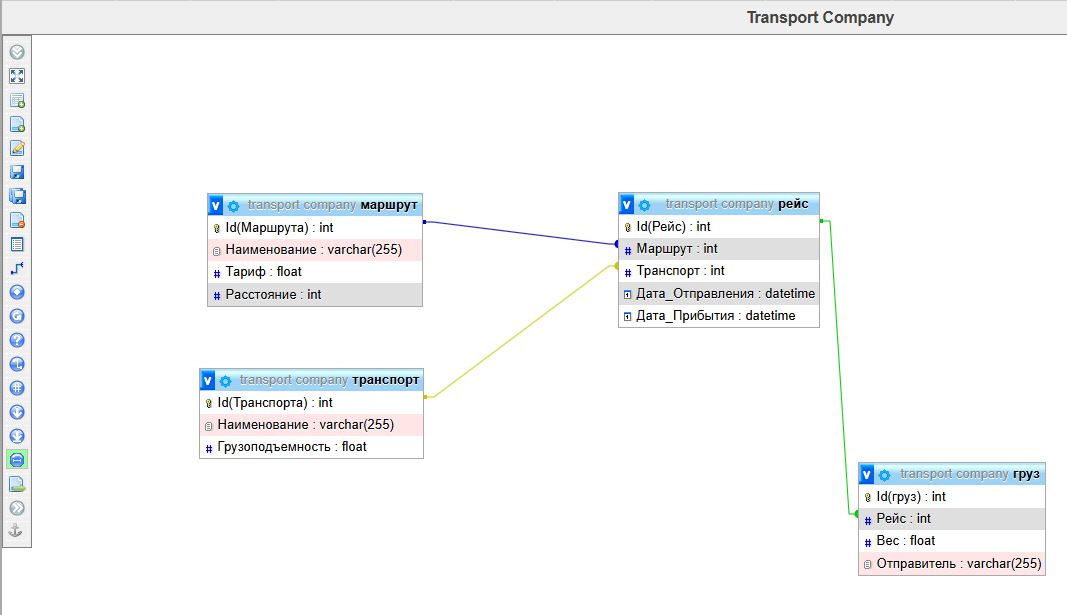 Transport Company
transport company маршрут
Id(Маршрута) : int
Наименование : varchar(255)
Тариф : float
Расстояние : int
transport company рейс
Id(Рейс) : int
Маршрут : int
Транспорт : int
Дата_Отправления : datetime
Дата_Прибытия : datetime
transport company транспорт
Id(Транспорта) : int
Наименование : varchar(255)
Грузоподъемность : float
transport company груз
Id(груз) : int
Рейс : int
Вес : float
Отправитель : varchar(255)